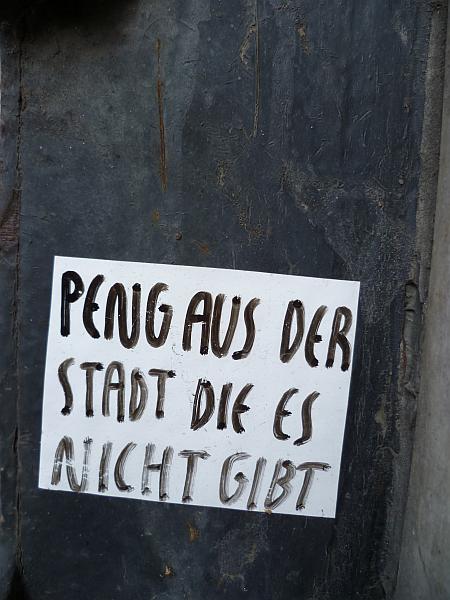 PENG AUS DER
STADT DIE ES
NICHT GIBT